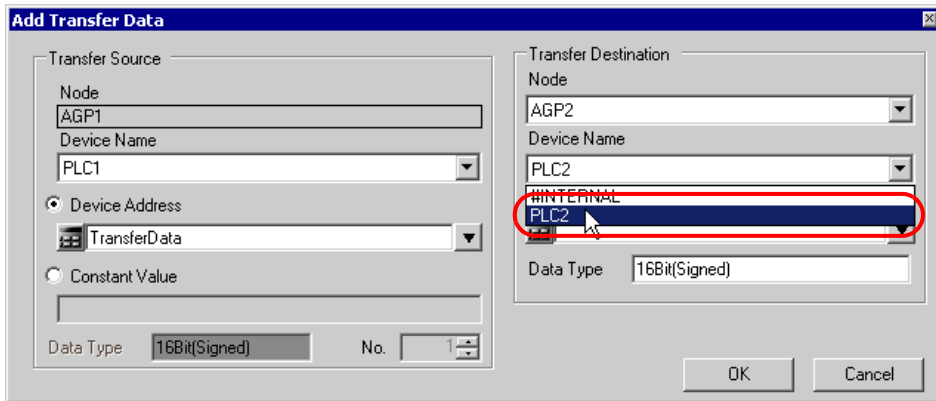 Add Transfer Data
Transfer Source
Node
AGP1
Device Name
PLC1
Device Address
TransferData
Constant Value
Data Type 16Bit(Signed) No. 1
Transfer Destination
Node
AGP2
Device Name
PLC2
#INTERNAL
PLC2
Data Type 16Bit(Signed)
OK Cancel